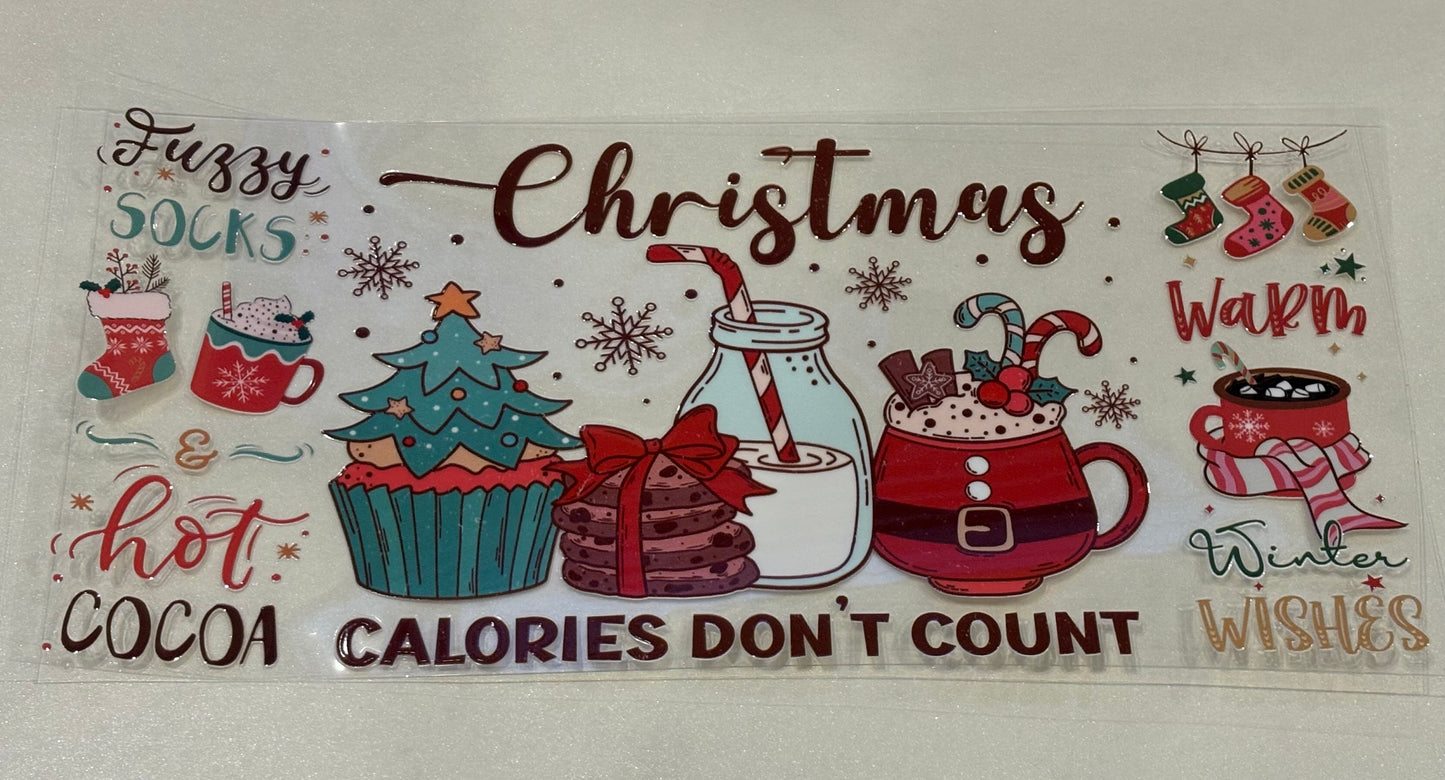 Fuzzy
SOCKS
&
hot
COCOA
Christmas
CALORIES DON'T COUNT
WARM
Winter
WISHES